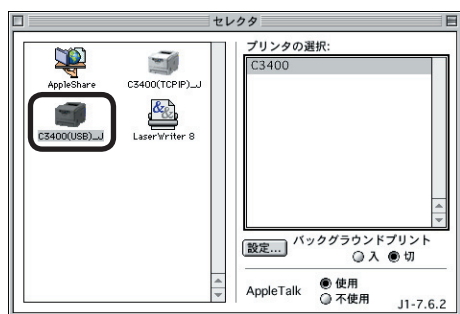 セレクタ
AppleShare
C3400(TCPIP)_J
C3400(USB)_J
LaserWriter 8
プリンタの選択:
C3400
設定...
バックグラウンドプリント
入 切
AppleTalk
使用
不使用
J1-7.6.2